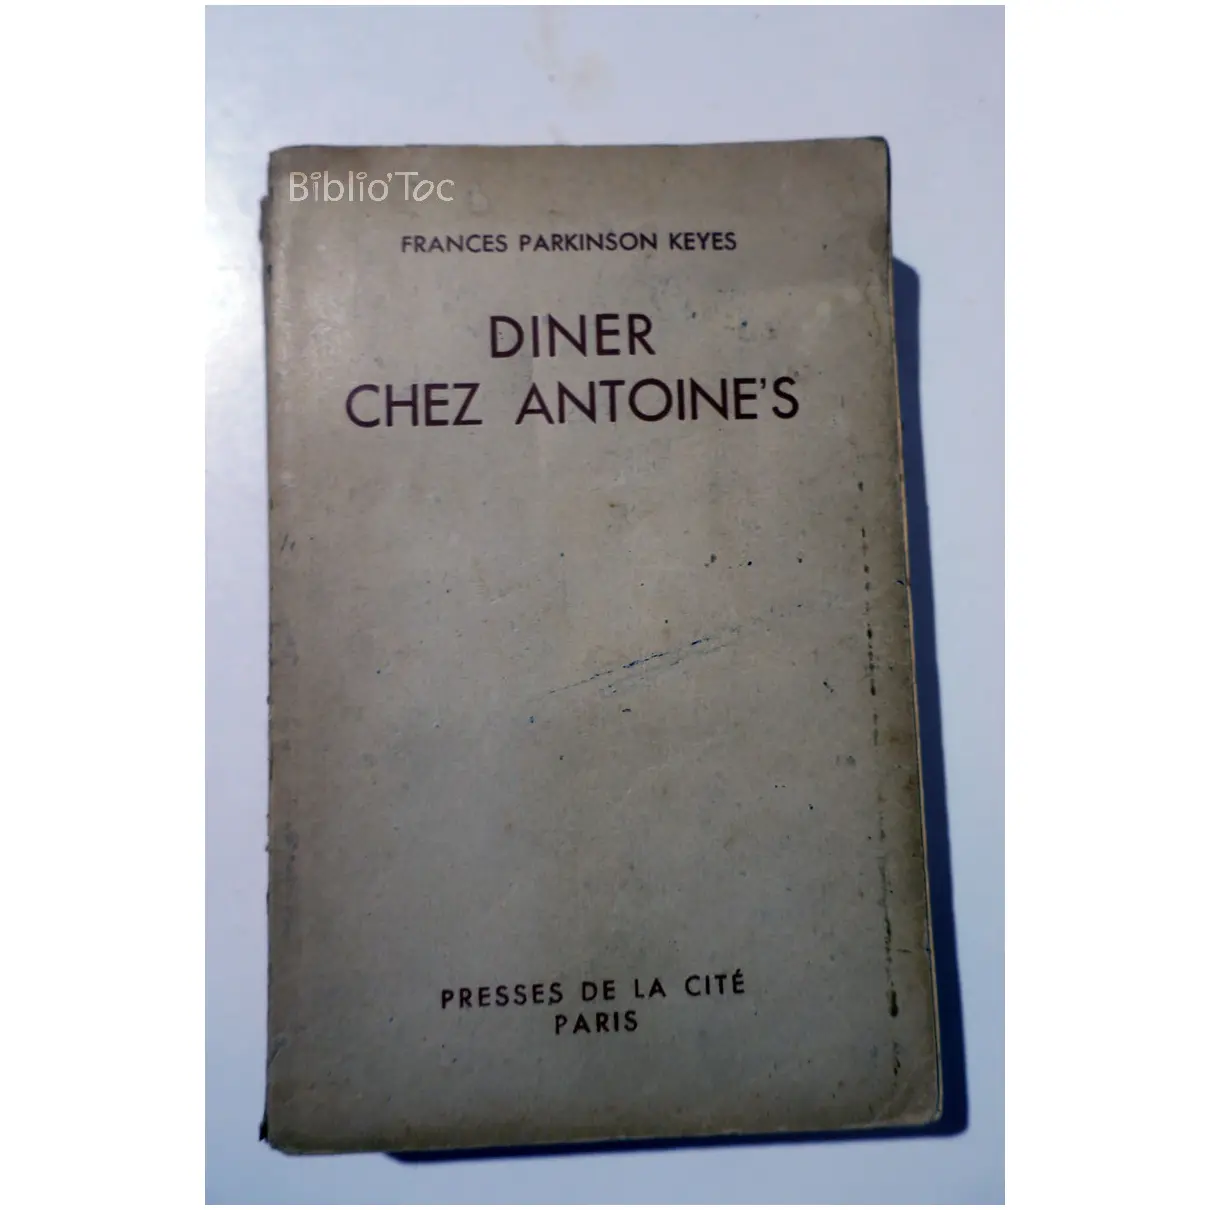 Biblio'Toc
FRANCES PARKINSON KEYES
DINER
CHEZ ANTOINE'S
PRESSES DE LA CITÉ
PARIS